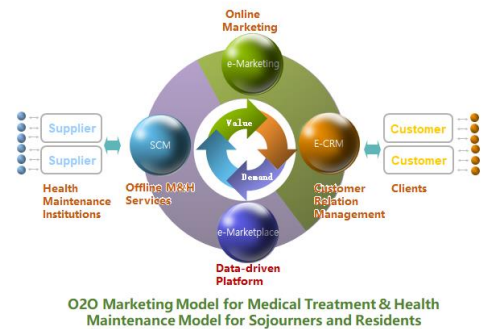 Online
Marketing
e-Marketing
Value
Supplier
Supplier
SCM
E-CRM
Customer
Customer
Demand
Health
Maintenance
Institutions
Offline M&H
Services
Customer
Relation
Management
Clients
e-Marketplace
Data-driven
Platform
O2O Marketing Model for Medical Treatment & Health
Maintenance Model for Sojourners and Residents